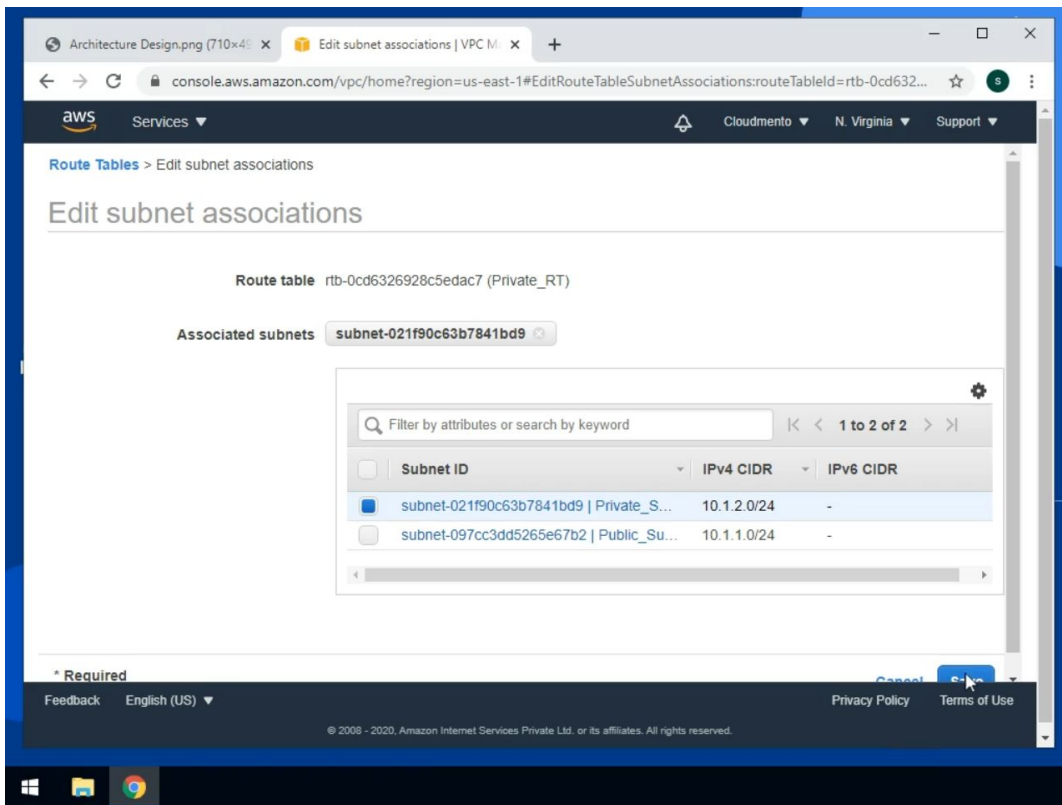 Architecture Design.png (710×49
Edit subnet associations | VPC M
console.aws.amazon.com/vpc/home?region=us-east-1#EditRouteTableSubnetAssociations:routeTableId=rtb-0cd632...
S
aws Services Cloudmento N. Virginia Support
Route Tables > Edit subnet associations
Edit subnet associations
Route table rtb-0cd6326928c5edac7 (Private_RT)
Associated subnets subnet-021f90c63b7841bd9
Filter by attributes or search by keyword 1 to 2 of 2
Subnet ID IPv4 CIDR IPv6 CIDR
subnet-021f90c63b7841bd9 | Private_S... 10.1.2.0/24 -
subnet-097cc3dd5265e67b2 | Public_Su... 10.1.1.0/24 -
* Required Cancel
Feedback English (US) Privacy Policy Terms of Use
© 2008 - 2020, Amazon Internet Services Private Ltd. or its affiliates. All rights reserved.